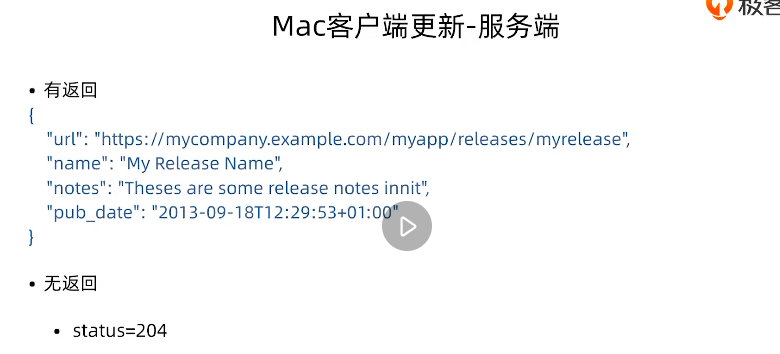 极客
Mac客户端更新-服务端
• 有返回
{
"url": "https://mycompany.example.com/myapp/releases/myrelease",
"name": "My Release Name",
"notes": "Theses are some release notes innit",
"pub_date": "2013-09-18T12:29:53+01:00"
}
• 无返回
• status=204